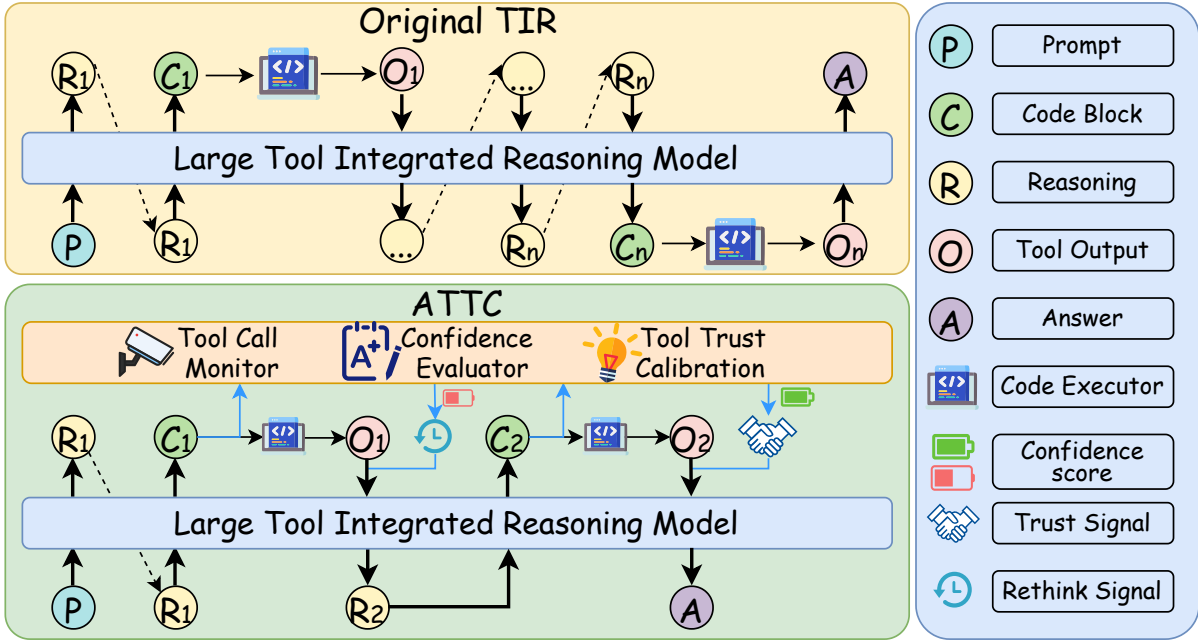 Original TIR
R1
C1
</>
O1
...
Rn
A
Large Tool Integrated Reasoning Model
P
R1
...
Rn
Cn
</>
On
ATTC
Tool Call
Monitor
A+
Confidence
Evaluator
Tool Trust
Calibration
R1
C1
</>
O1
C2
</>
O2
Large Tool Integrated Reasoning Model
P
R1
R2
A
P
Prompt
C
Code Block
R
Reasoning
O
Tool Output
A
Answer
</>
Code Executor
Confidence
score
Trust Signal
Rethink Signal